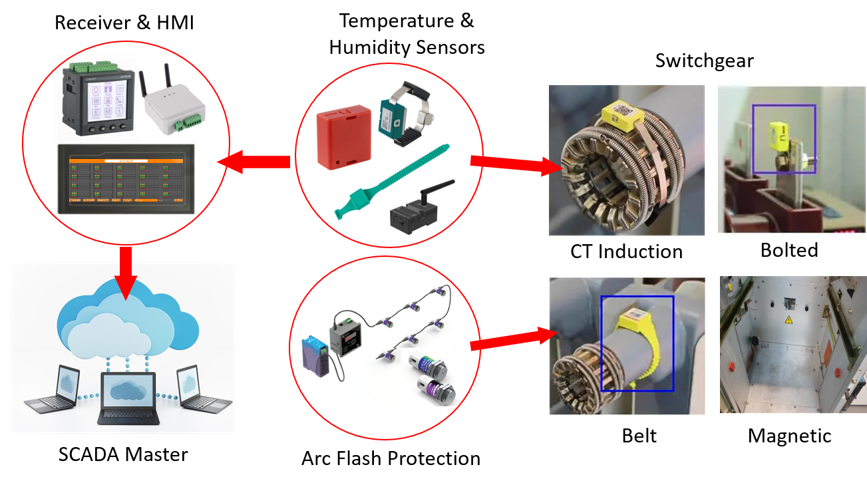 Receiver & HMI
Temperature &
Humidity Sensors
Switchgear
CT Induction
Bolted
SCADA Master
Arc Flash Protection
Belt
Magnetic